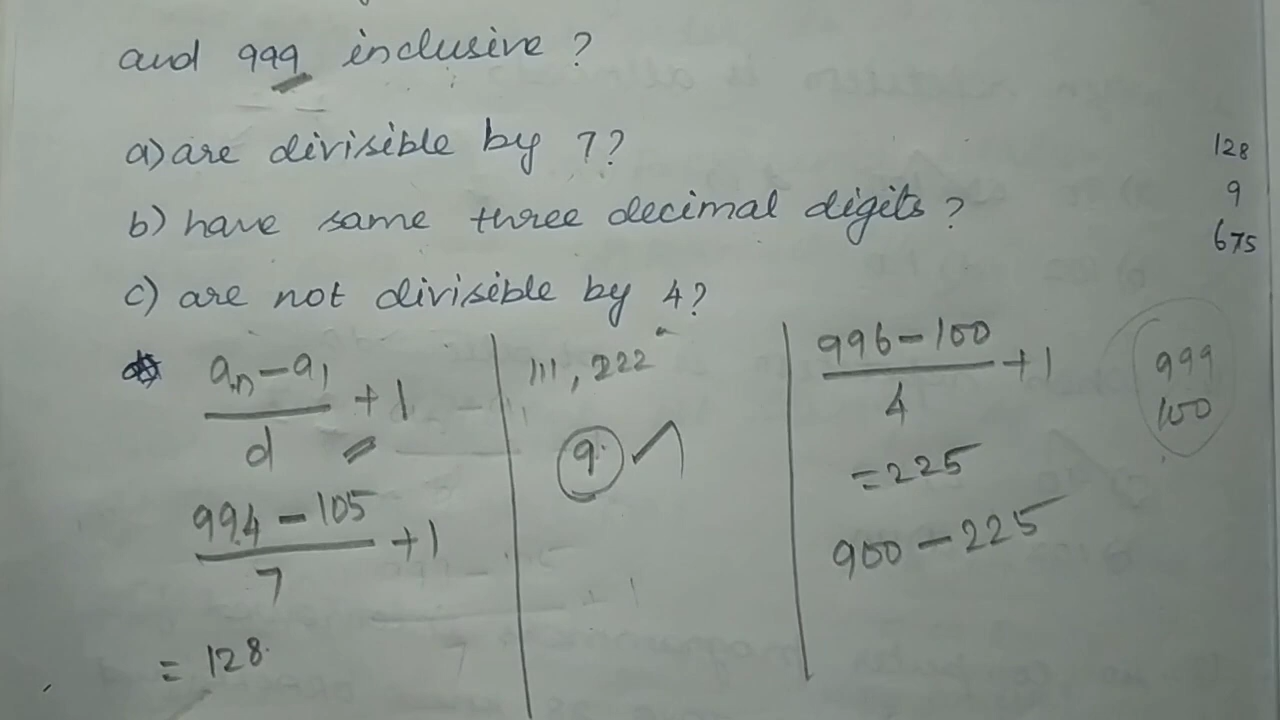 and 999 inclusive ?
a) are divisible by 7?
b) have same three decimal digits ?
c) are not divisible by 4?
128
9
675
aₙ - a₁
d
+ 1
994 - 105
7
+ 1
= 128
111, 222
9
996 - 100
4
+ 1
= 225
900 - 225
999
100